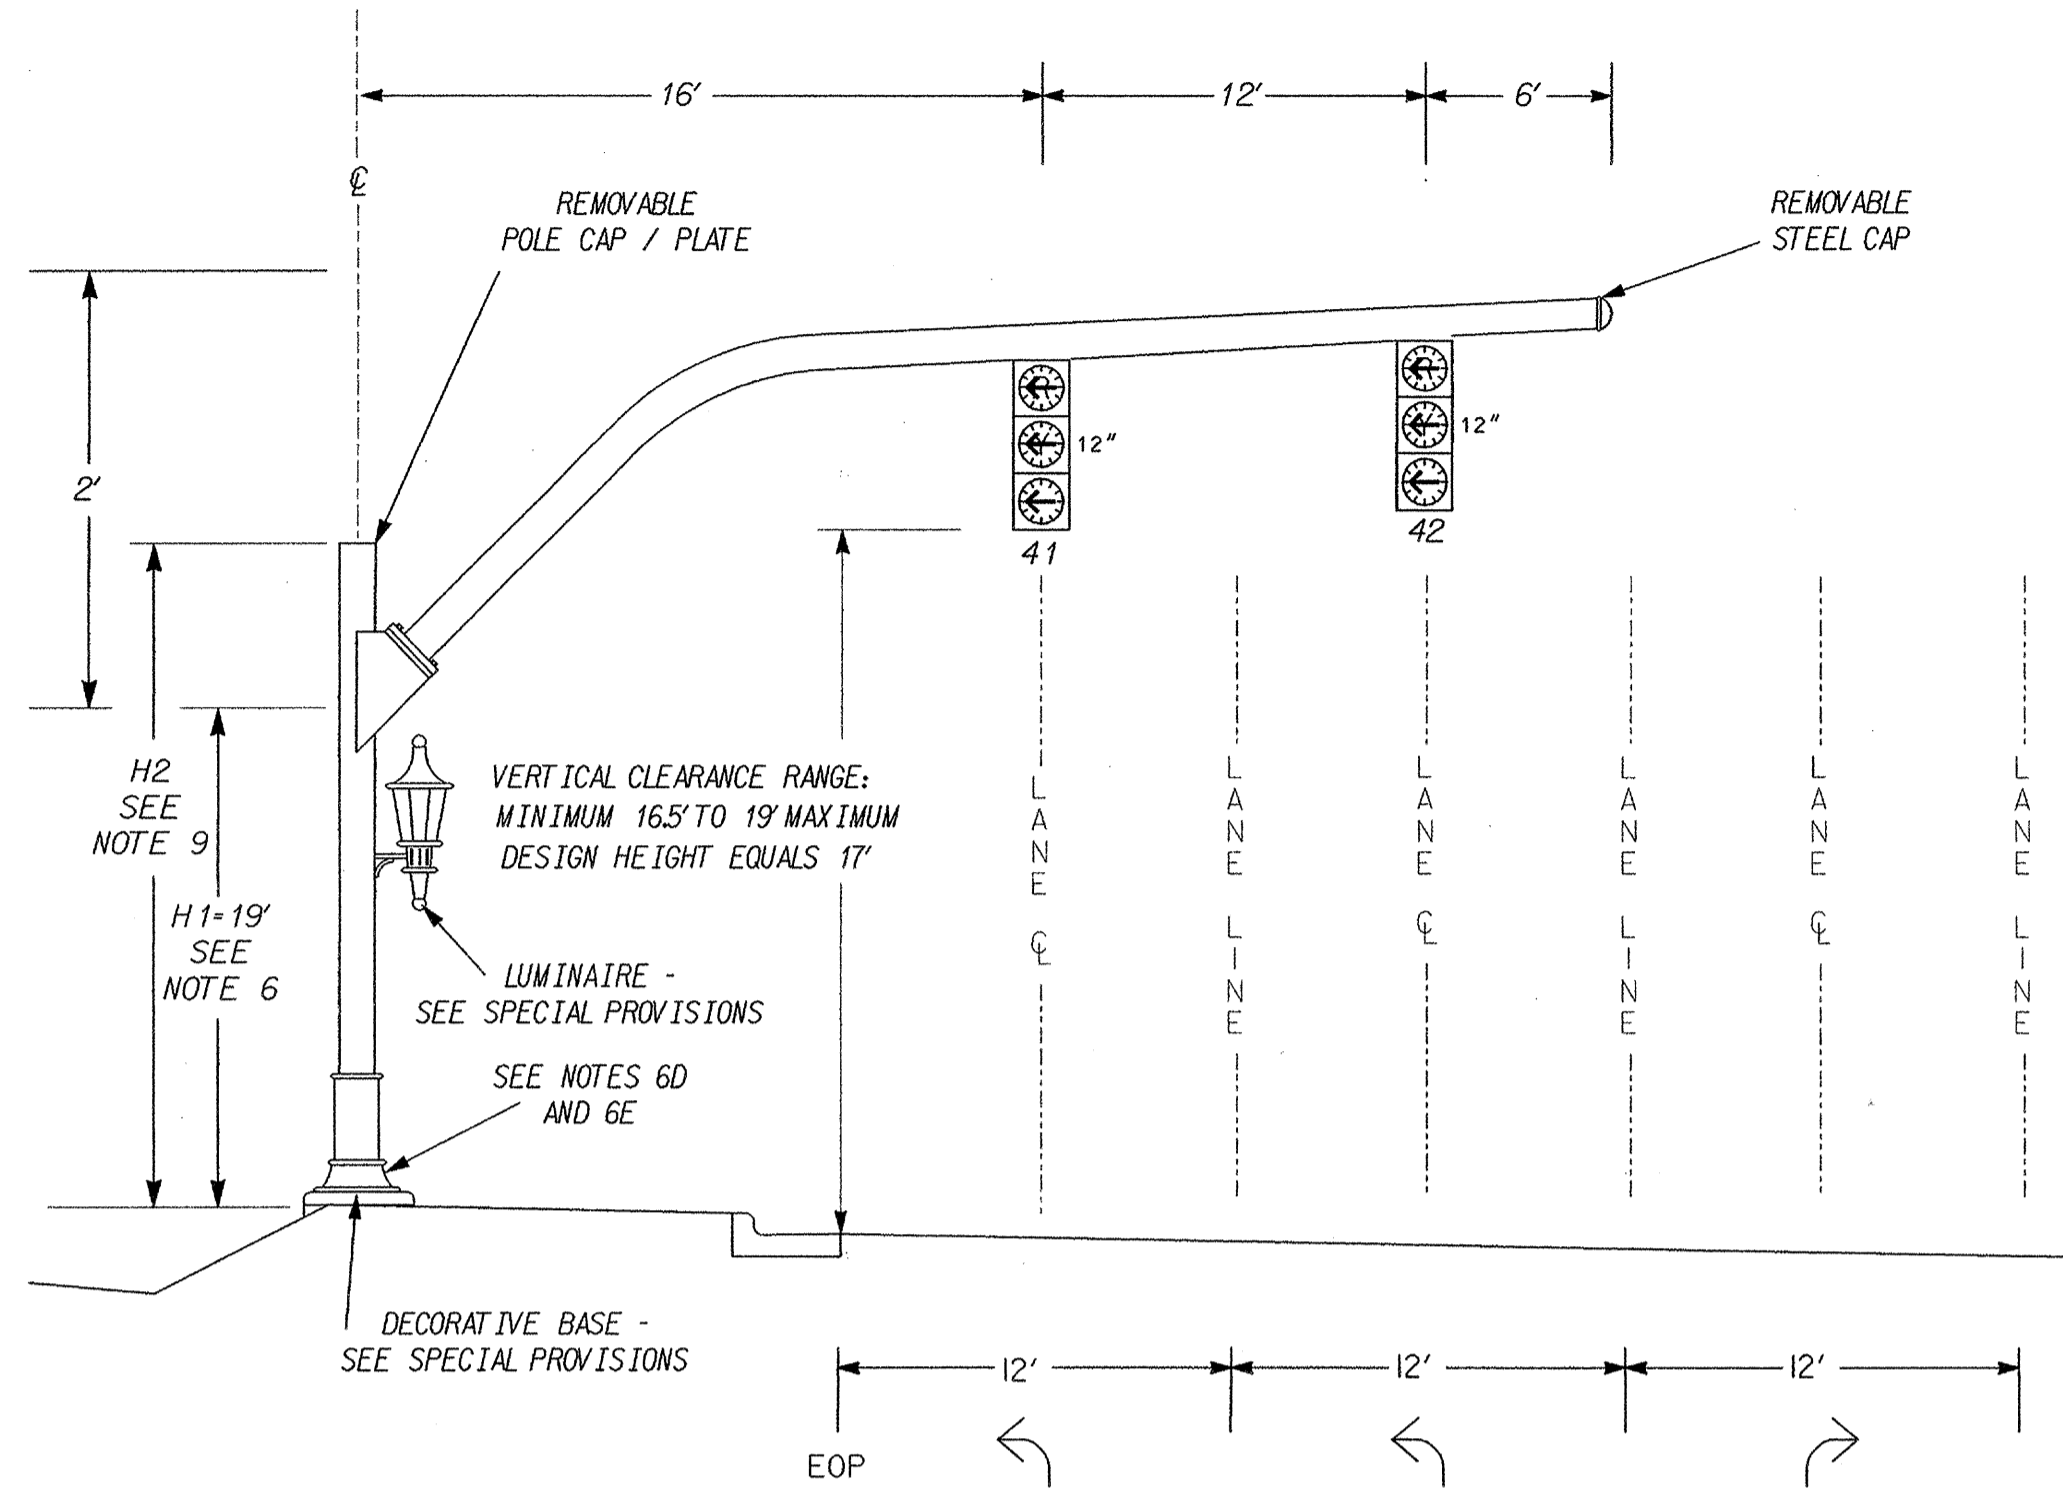 16' 12' 6'
℄
REMOVABLE
POLE CAP / PLATE
REMOVABLE
STEEL CAP
2'
R R
Y 12" Y 12"
41 42
H2
SEE
NOTE 9
H1=19'
SEE
NOTE 6
VERTICAL CLEARANCE RANGE:
MINIMUM 16.5' TO 19' MAXIMUM
DESIGN HEIGHT EQUALS 17'
LUMINAIRE -
SEE SPECIAL PROVISIONS
SEE NOTES 6D
AND 6E
DECORATIVE BASE -
SEE SPECIAL PROVISIONS
LANE ℄
LANE LINE
LANE ℄
LANE LINE
LANE ℄
LANE LINE
12' 12' 12'
EOP